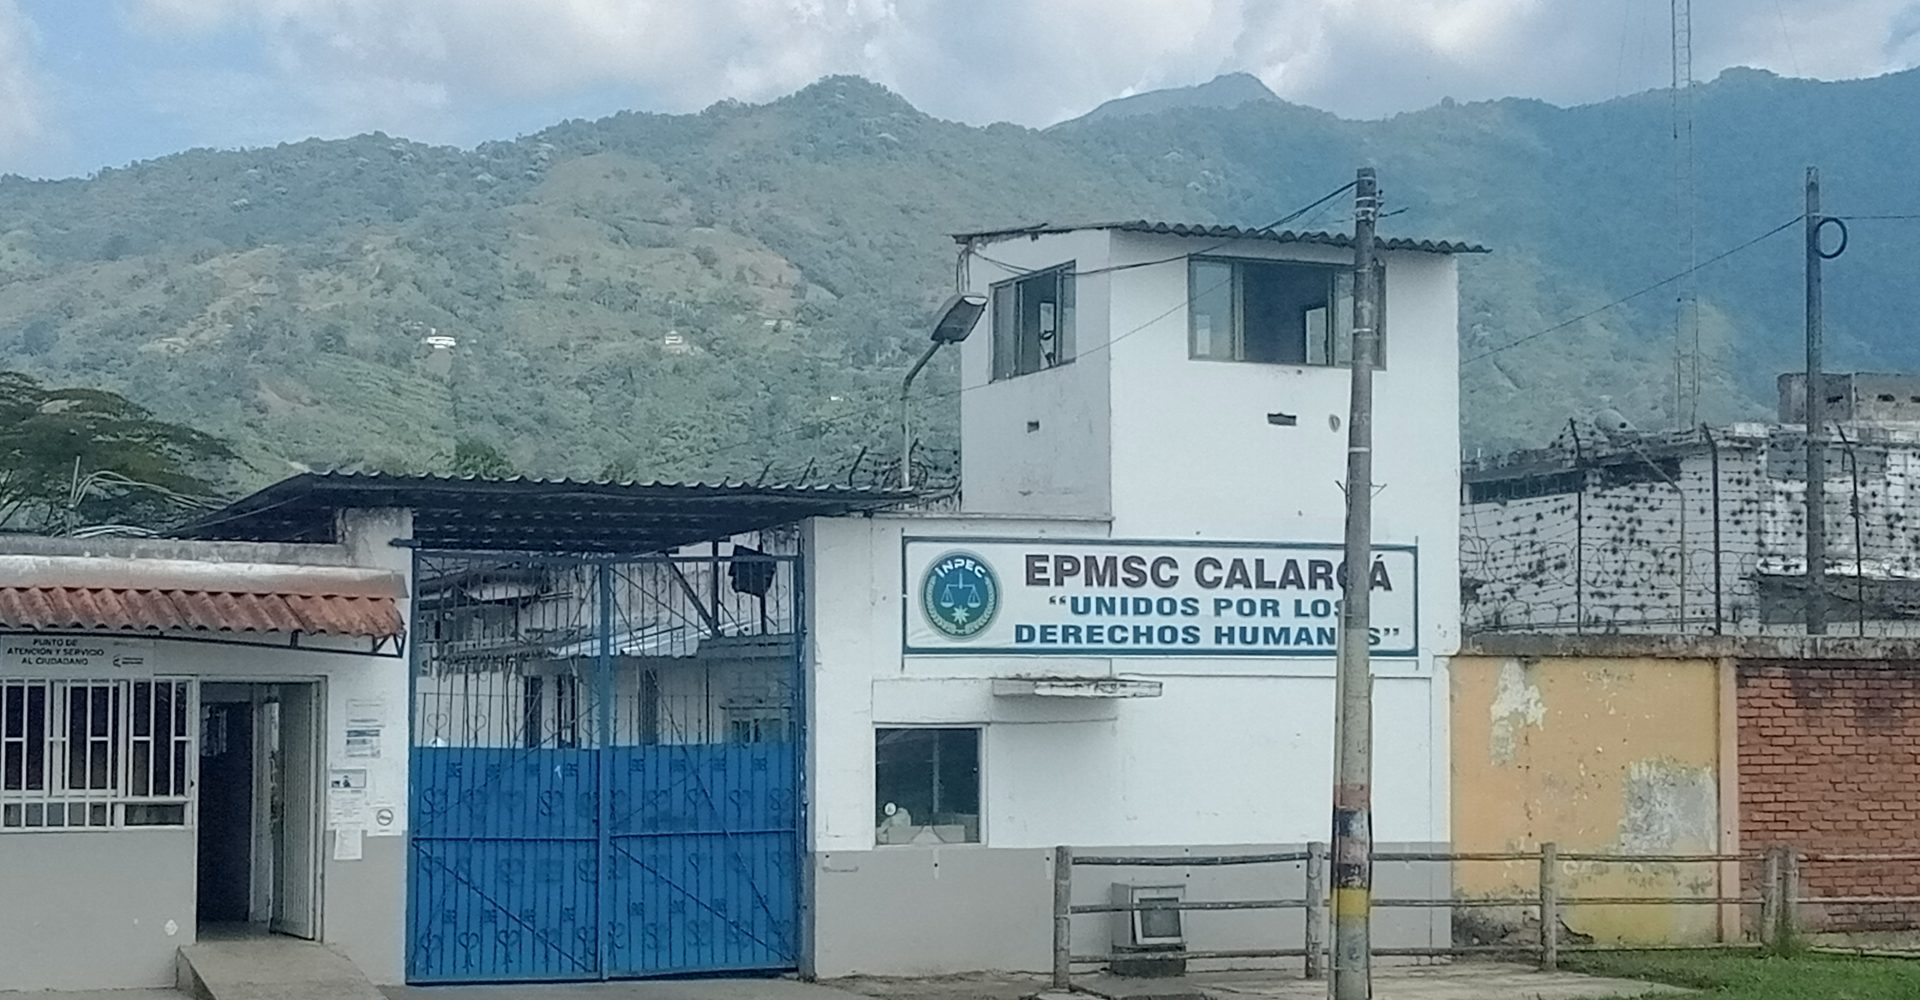 PUNTO DE
ATENCIÓN Y SERVICIO
AL CIUDADANO
INPEC
EPMSC CALARCÁ
“UNIDOS POR LOS
DERECHOS HUMANOS”